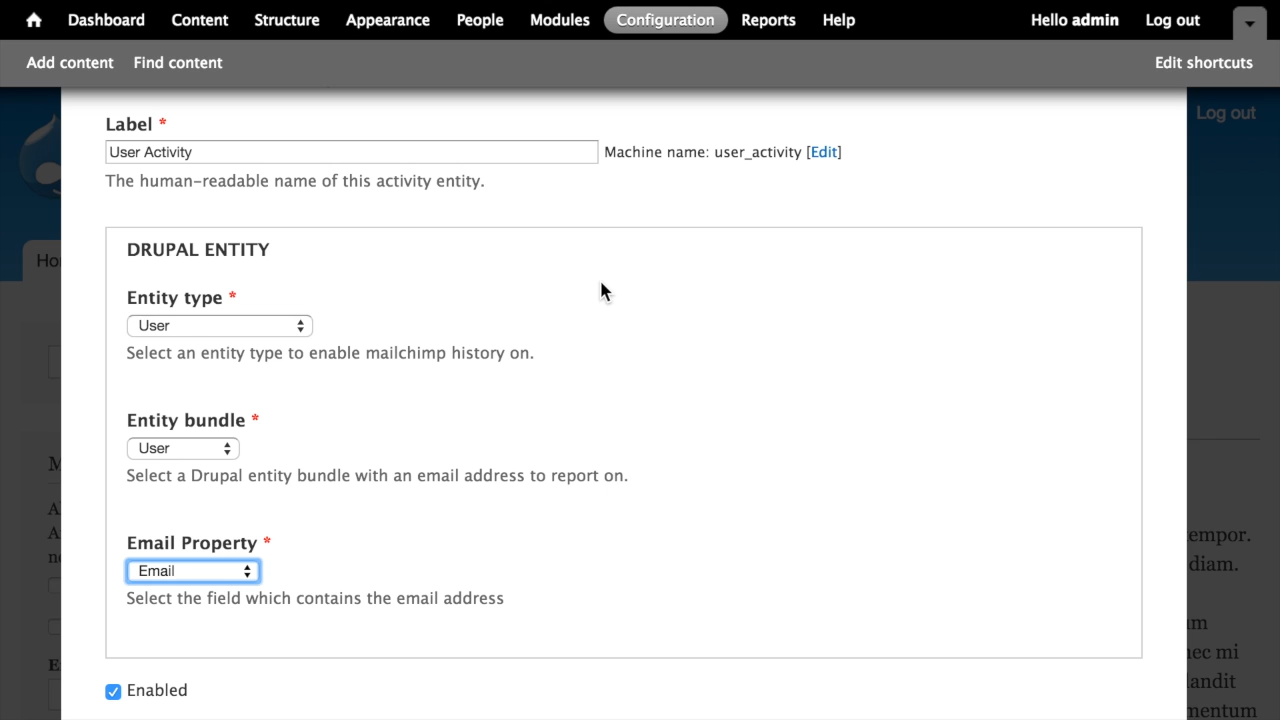 Dashboard Content Structure Appearance People Modules Configuration Reports Help Hello admin Log out
Add content Find content Edit shortcuts
Log out
Label *
User Activity Machine name: user_activity [Edit]
The human-readable name of this activity entity.
DRUPAL ENTITY
Entity type *
User
Select an entity type to enable mailchimp history on.
Entity bundle *
User
Select a Drupal entity bundle with an email address to report on.
Email Property *
Email
Select the field which contains the email address
Enabled
diam.
mi